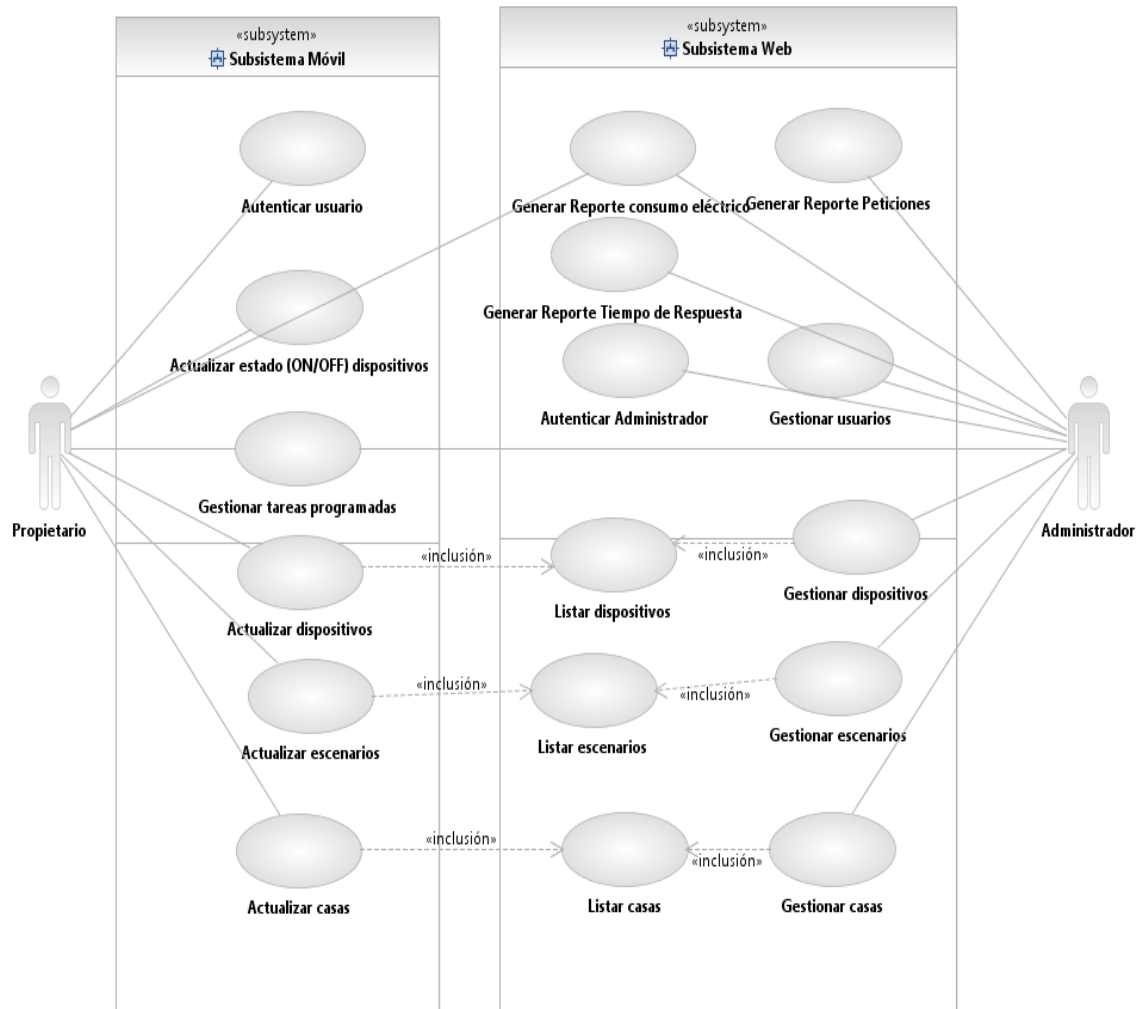 «subsystem»
Subsistema Móvil
«subsystem»
Subsistema Web
Autenticar usuario
Generar Reporte consumo eléctrico
Generar Reporte Peticiones
Generar Reporte Tiempo de Respuesta
Actualizar estado (ON/OFF) dispositivos
Autenticar Administrador
Gestionar usuarios
Gestionar tareas programadas
Propietario
Administrador
«inclusión»
«inclusión»
Listar dispositivos
Gestionar dispositivos
Actualizar dispositivos
«inclusión»
«inclusión»
Actualizar escenarios
Listar escenarios
Gestionar escenarios
«inclusión»
«inclusión»
Actualizar casas
Listar casas
Gestionar casas